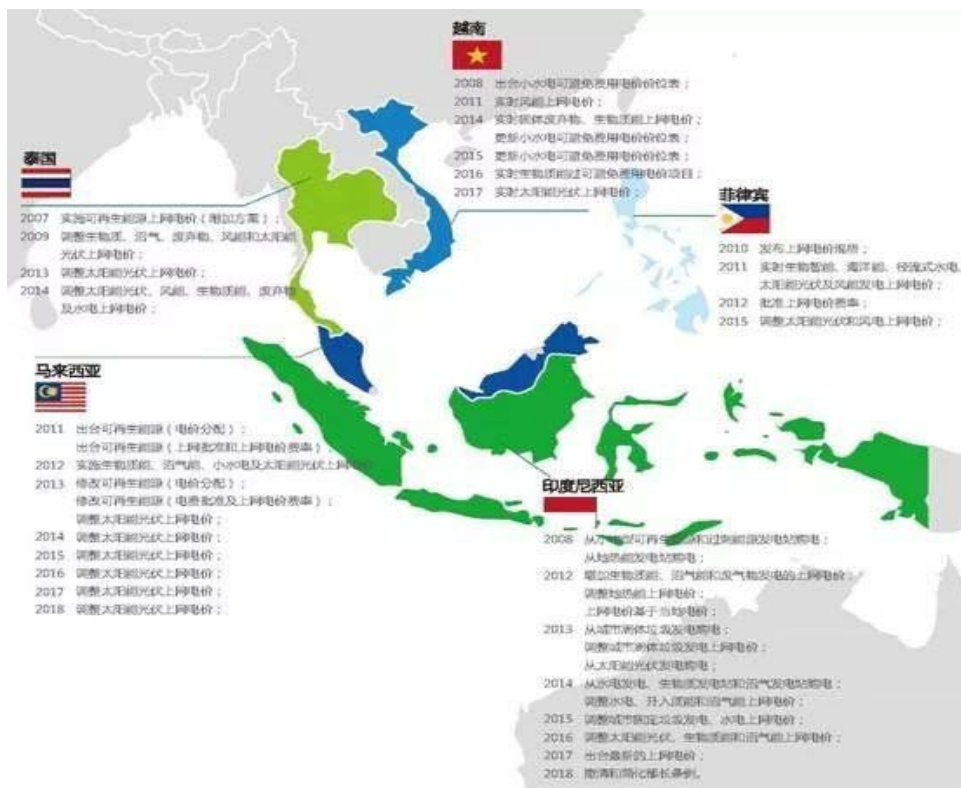 越南
2008 出台小水电可避免费用电价价位表；
2011 实时风能上网电价；
2014 实时固体废弃物、生物质能上网电价；
更新小水电可避免费用电价价位表；
2015 更新小水电可避免费用电价价位表；
2016 实时生物质能过可避免费用电价项目；
2017 实时太阳能光伏上网电价；
泰国
2007 实施可再生能源上网电价（附加方案）；
2009 调整生物质、沼气、废弃物、风能和太阳能
光伏上网电价；
2013 调整太阳能光伏上网电价；
2014 调整太阳能光伏、风能、生物质能、废弃物
及水电上网电价；
菲律宾
2010 发布上网电价规格；
2011 实时生物智能、海洋能、径流式水电、
太阳能光伏及风能发电上网电价；
2012 批准上网电价费率；
2015 调整太阳能光伏和风电上网电价；
马来西亚
2011 出台可再生能源（电价分配）；
出台可再生能源（上网批准和上网电价费率）；
2012 实施生物质能、沼气能、小水电及太阳能光伏上网
2013 修改可再生能源（电价分配）；
修改可再生能源（电费批准及上网电价费率）；
调整太阳能光伏上网电价；
2014 调整太阳能光伏上网电价；
2015 调整太阳能光伏上网电价；
2016 调整太阳能光伏上网电价；
2017 调整太阳能光伏上网电价；
2018 调整太阳能光伏上网电价；
印度尼西亚
2008 从小 可再生能源和过剩能源发电站购电；
从地热能发电站购电；
2012 增加生物质能、沼气能和废气物发电的上网电价；
调整地热能上网电价；
上网电价基于当地电价；
2013 从城市 体垃圾发电购电；
调整城市 体垃圾发电上网电价；
从太阳能光伏发电购电；
2014 从水电发电、生物质发电站和沼气发电站购电；
调整水电、升入质能和沼气能上网电价；
2015 调整城市固定垃圾发电、水电上网电价；
2016 调整太阳能光伏、生物质能和沼气能上网电价；
2017 出台最新的上网电价；
2018 撤销和简化部长条例。